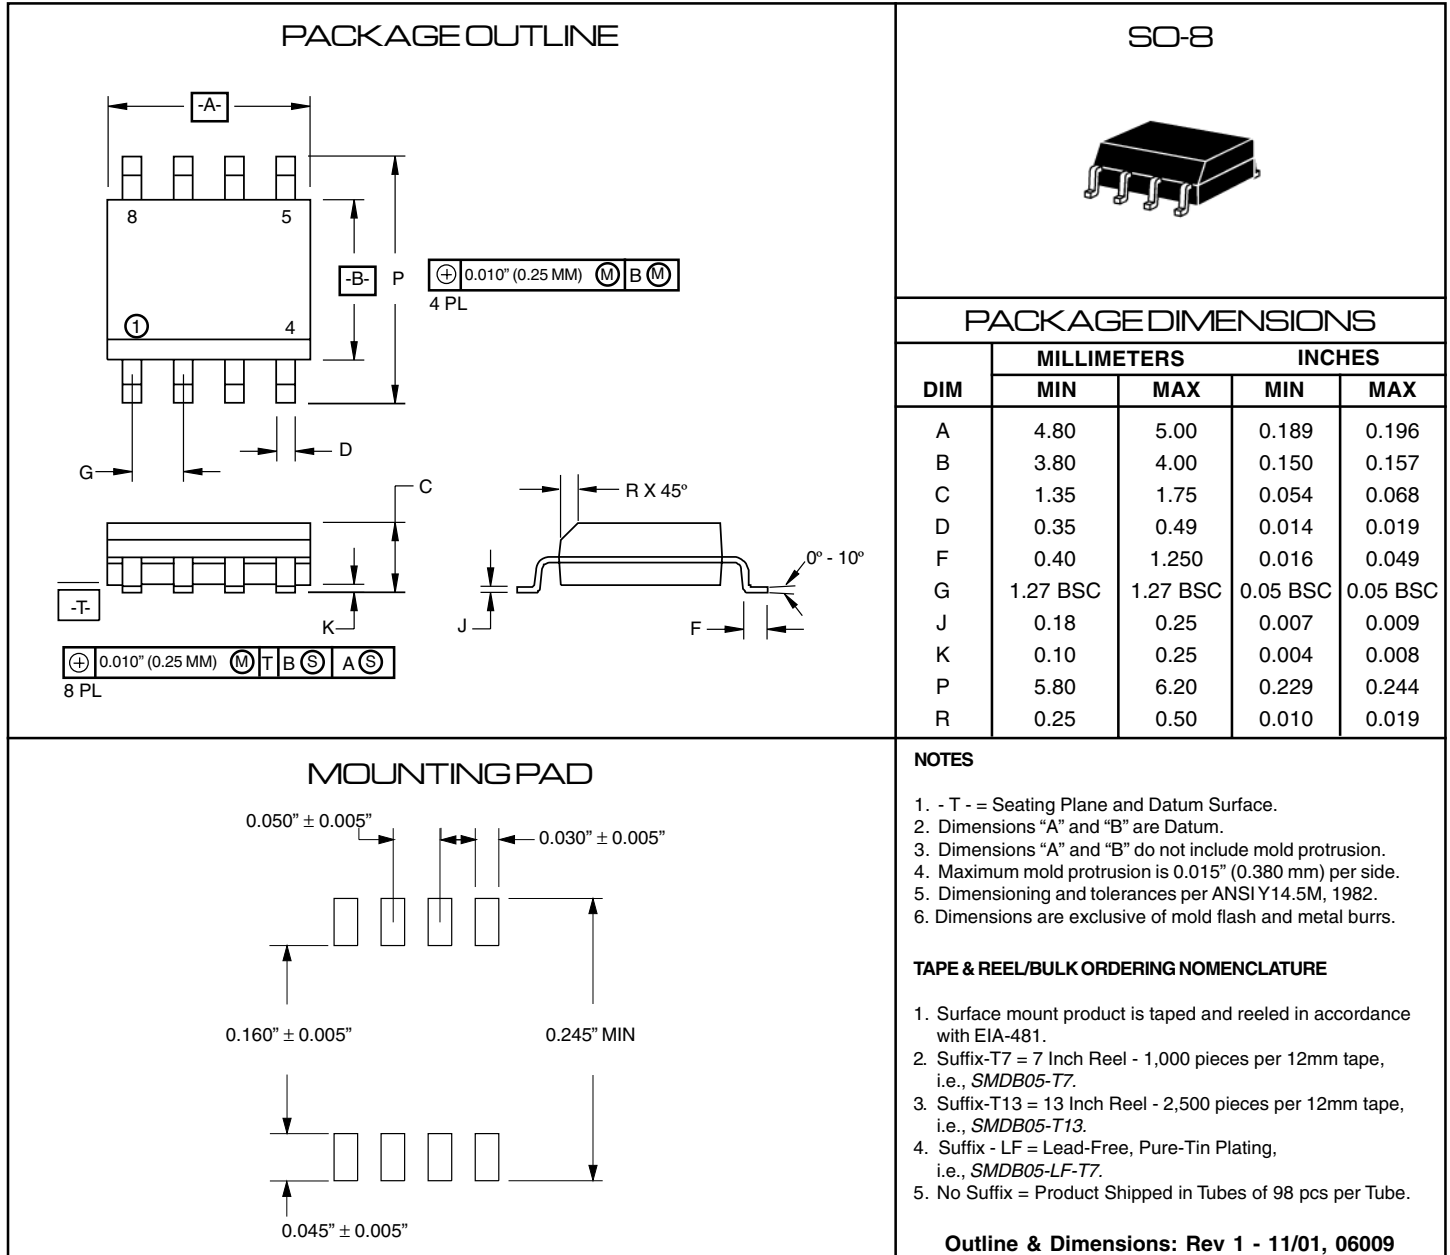 PACKAGE OUTLINE
-A-
8
5
-B-
P
⌖ 0.010” (0.25 MM) Ⓜ B Ⓜ
4 PL
①
4
D
G
C
R X 45º
0º - 10º
-T-
K
J
F
⌖ 0.010” (0.25 MM) Ⓜ T B Ⓢ A Ⓢ
8 PL
SO-8
PACKAGE DIMENSIONS
MILLIMETERS INCHES
DIM MIN MAX MIN MAX
A 4.80 5.00 0.189 0.196
B 3.80 4.00 0.150 0.157
C 1.35 1.75 0.054 0.068
D 0.35 0.49 0.014 0.019
F 0.40 1.250 0.016 0.049
G 1.27 BSC 1.27 BSC 0.05 BSC 0.05 BSC
J 0.18 0.25 0.007 0.009
K 0.10 0.25 0.004 0.008
P 5.80 6.20 0.229 0.244
R 0.25 0.50 0.010 0.019
MOUNTING PAD
0.050” ± 0.005”
0.030” ± 0.005”
0.160” ± 0.005”
0.245” MIN
0.045” ± 0.005”
NOTES
1. - T - = Seating Plane and Datum Surface.
2. Dimensions “A” and “B” are Datum.
3. Dimensions “A” and “B” do not include mold protrusion.
4. Maximum mold protrusion is 0.015” (0.380 mm) per side.
5. Dimensioning and tolerances per ANSI Y14.5M, 1982.
6. Dimensions are exclusive of mold flash and metal burrs.
TAPE & REEL/BULK ORDERING NOMENCLATURE
1. Surface mount product is taped and reeled in accordance
with EIA-481.
2. Suffix-T7 = 7 Inch Reel - 1,000 pieces per 12mm tape,
i.e., SMDB05-T7.
3. Suffix-T13 = 13 Inch Reel - 2,500 pieces per 12mm tape,
i.e., SMDB05-T13.
4. Suffix - LF = Lead-Free, Pure-Tin Plating,
i.e., SMDB05-LF-T7.
5. No Suffix = Product Shipped in Tubes of 98 pcs per Tube.
Outline & Dimensions: Rev 1 - 11/01, 06009